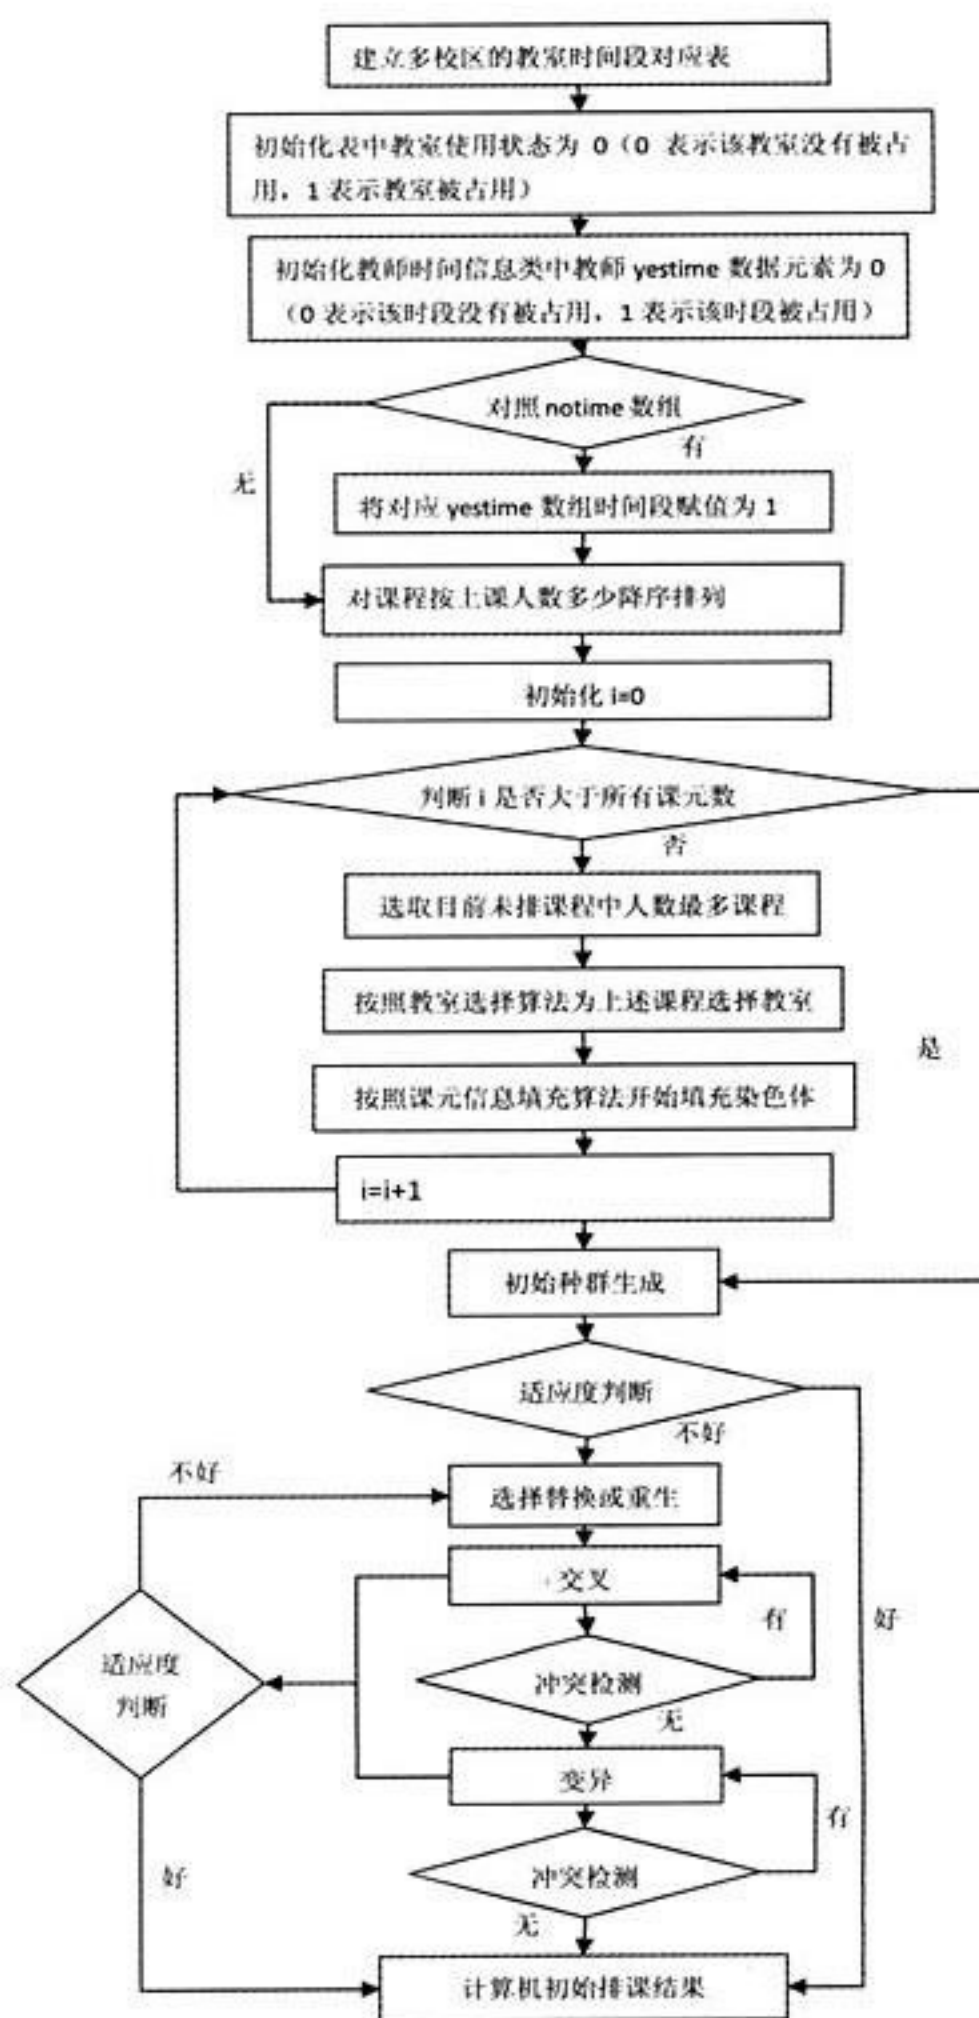 建立多校区的教室时间段对应表
初始化表中教室使用状态为 0（0 表示该教室没有被占
用，1 表示教室被占用）
初始化教师时间信息类中教师 yestime 数据元素为 0
（0 表示该时段没有被占用，1 表示该时段被占用）
对照 notime 数组
有
无
将对应 yestime 数组时间段赋值为 1
对课程按上课人数多少降序排列
初始化 i=0
判断 i 是否大于所有课元数
否
选取目前未排课程中人数最多课程
按照教室选择算法为上述课程选择教室
是
按照课元信息填充算法开始填充染色体
i=i+1
初始种群生成
适应度判断
不好
不好
选择替换或重生
交叉
有
好
适应度
判断
冲突检测
无
变异
有
好
冲突检测
无
计算机初始排课结果